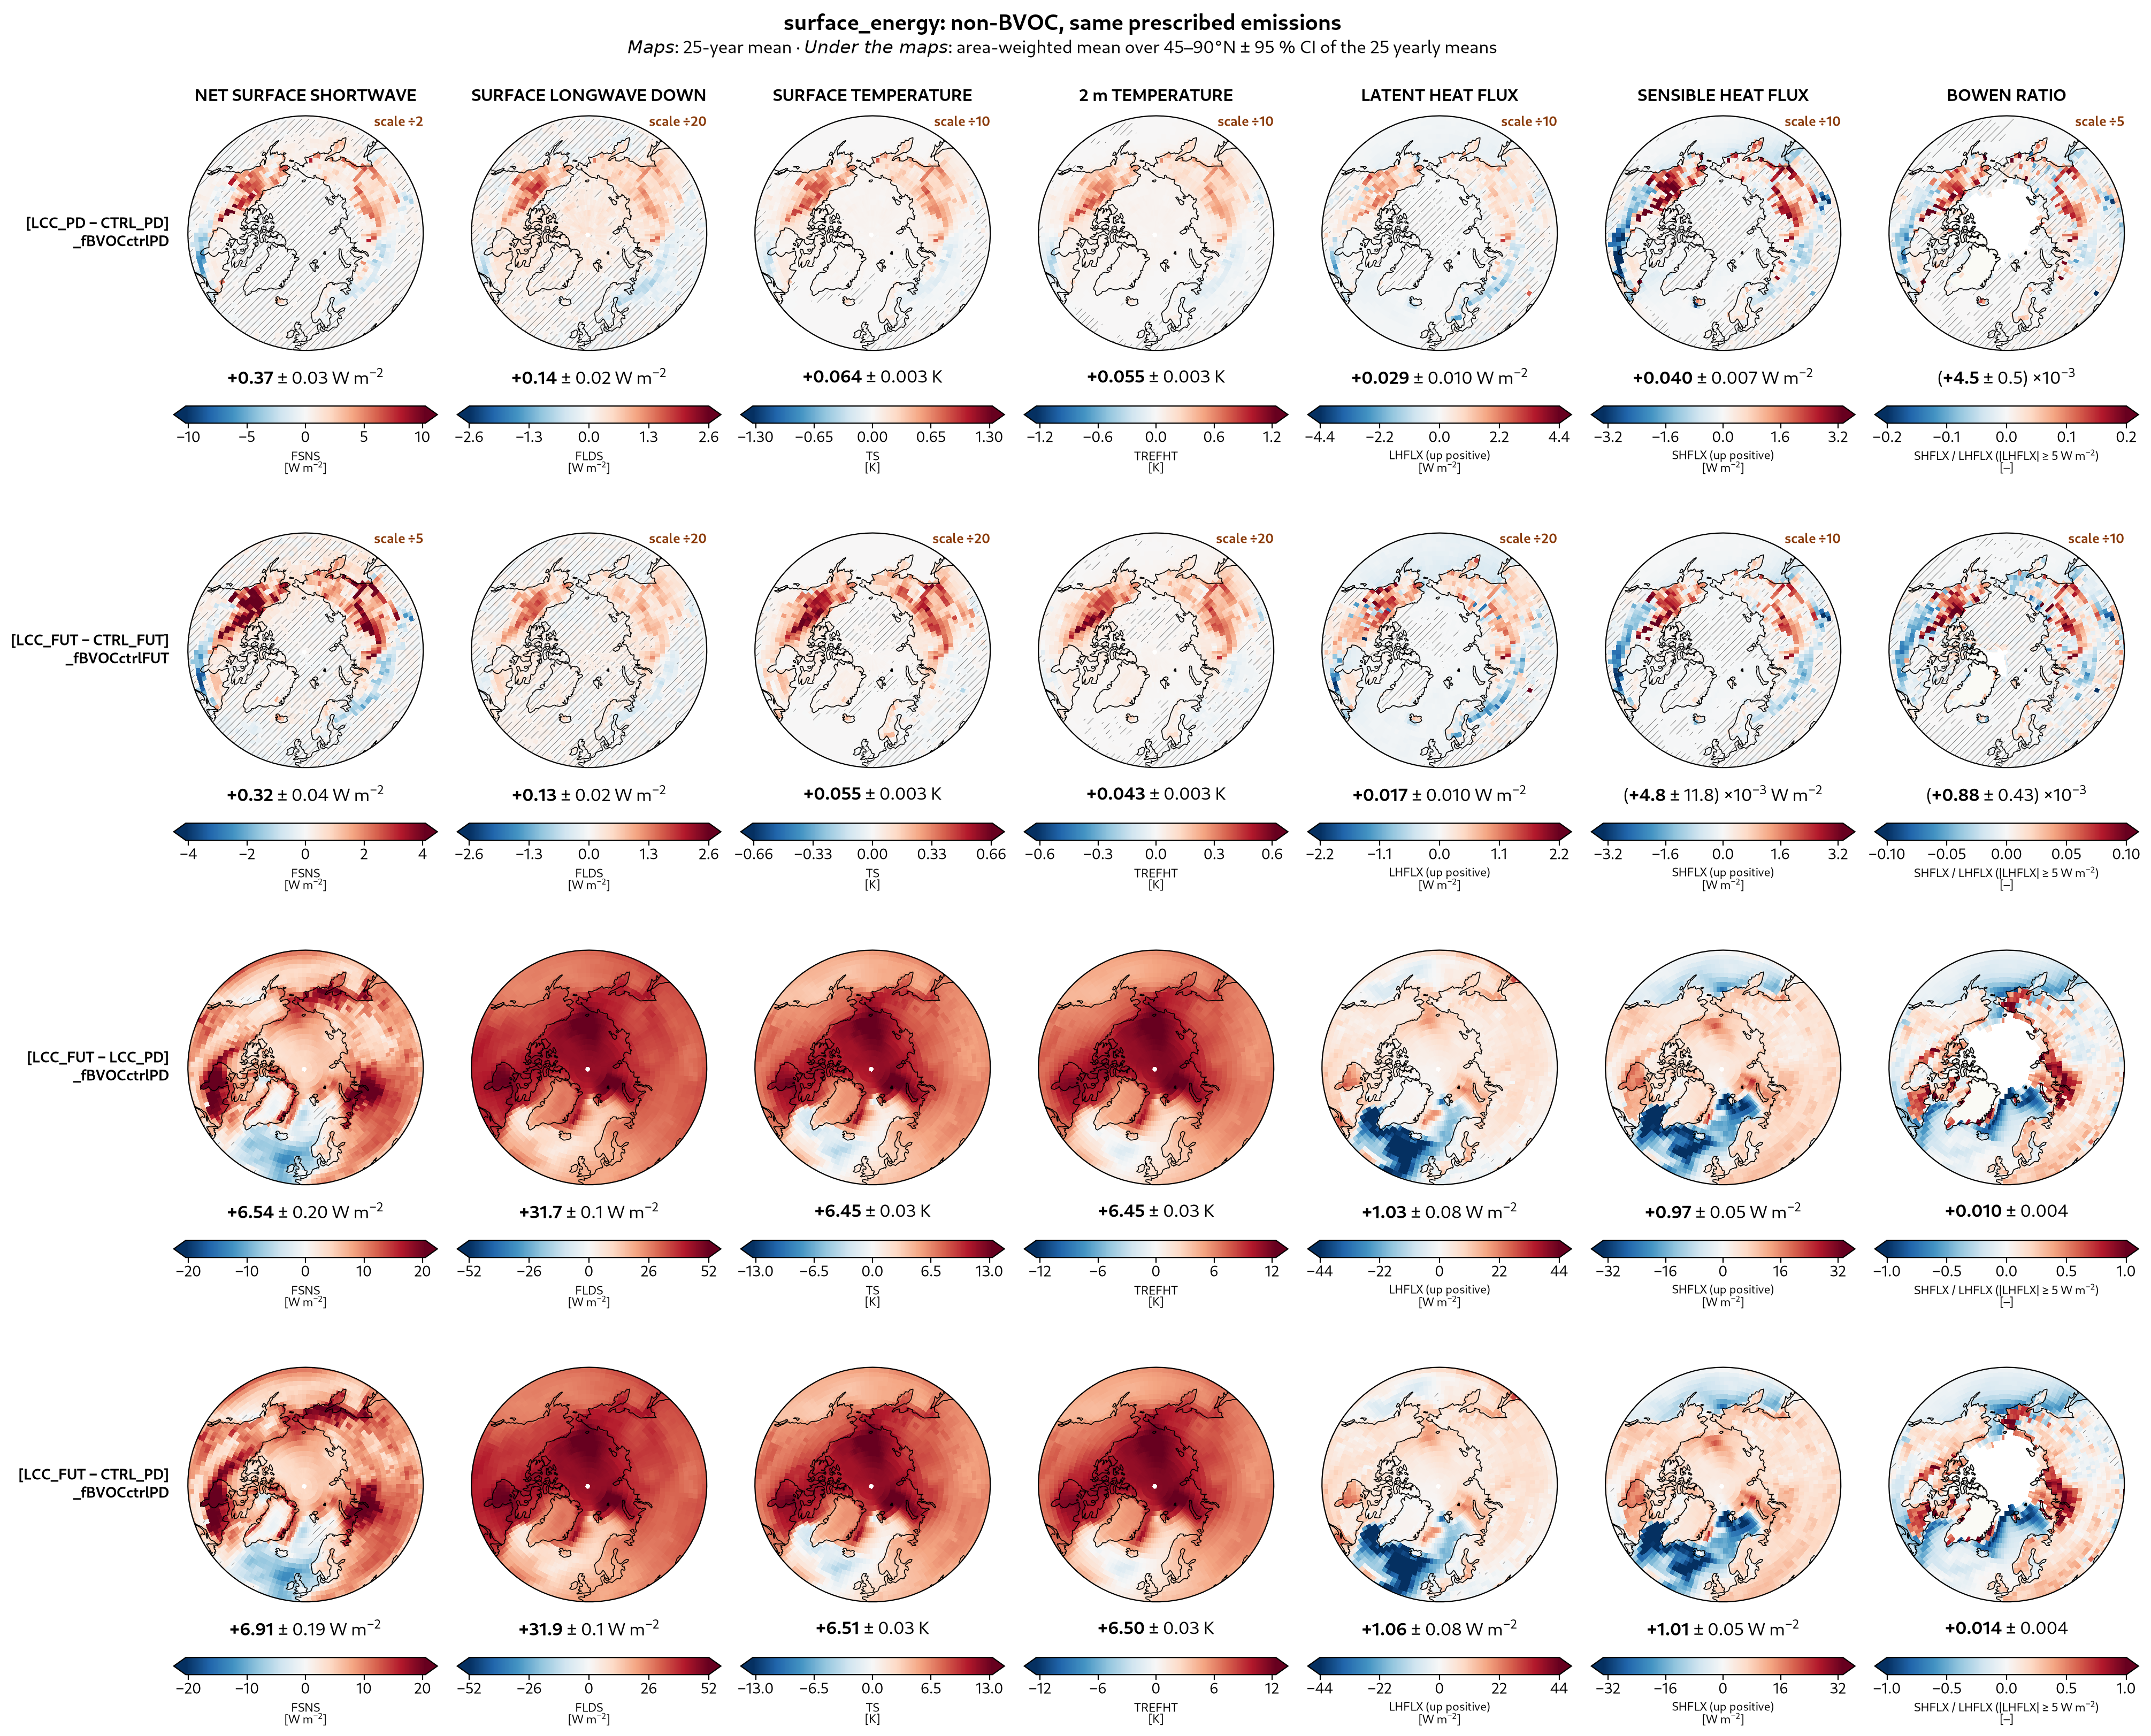 surface_energy: non-BVOC, same prescribed emissions
Maps: 25-year mean · Under the maps: area-weighted mean over 45–90°N ± 95 % CI of the 25 yearly means
NET SURFACE SHORTWAVE SURFACE LONGWAVE DOWN SURFACE TEMPERATURE 2 m TEMPERATURE LATENT HEAT FLUX SENSIBLE HEAT FLUX BOWEN RATIO
scale ÷2 scale ÷20 scale ÷10 scale ÷10 scale ÷10 scale ÷10 scale ÷5
[LCC_PD − CTRL_PD]
_fBVOCctrlPD
+0.37 ± 0.03 W m⁻² +0.14 ± 0.02 W m⁻² +0.064 ± 0.003 K +0.055 ± 0.003 K +0.029 ± 0.010 W m⁻² +0.040 ± 0.007 W m⁻² (+4.5 ± 0.5) ×10⁻³
−10 −5 0 5 10 −2.6 −1.3 0.0 1.3 2.6 −1.30 −0.65 0.00 0.65 1.30 −1.2 −0.6 0.0 0.6 1.2 −4.4 −2.2 0.0 2.2 4.4 −3.2 −1.6 0.0 1.6 3.2 −0.2 −0.1 0.0 0.1 0.2
FSNS FLDS TS TREFHT LHFLX (up positive) SHFLX (up positive) SHFLX / LHFLX (|LHFLX| ≥ 5 W m⁻²)
[W m⁻²] [W m⁻²] [K] [K] [W m⁻²] [W m⁻²] [–]
scale ÷5 scale ÷20 scale ÷20 scale ÷20 scale ÷20 scale ÷10 scale ÷10
[LCC_FUT − CTRL_FUT]
_fBVOCctrlFUT
+0.32 ± 0.04 W m⁻² +0.13 ± 0.02 W m⁻² +0.055 ± 0.003 K +0.043 ± 0.003 K +0.017 ± 0.010 W m⁻² (+4.8 ± 11.8) ×10⁻³ W m⁻² (+0.88 ± 0.43) ×10⁻³
−4 −2 0 2 4 −2.6 −1.3 0.0 1.3 2.6 −0.66 −0.33 0.00 0.33 0.66 −0.6 −0.3 0.0 0.3 0.6 −2.2 −1.1 0.0 1.1 2.2 −3.2 −1.6 0.0 1.6 3.2 −0.10 −0.05 0.00 0.05 0.10
FSNS FLDS TS TREFHT LHFLX (up positive) SHFLX (up positive) SHFLX / LHFLX (|LHFLX| ≥ 5 W m⁻²)
[W m⁻²] [W m⁻²] [K] [K] [W m⁻²] [W m⁻²] [–]
[LCC_FUT − LCC_PD]
_fBVOCctrlPD
+6.54 ± 0.20 W m⁻² +31.7 ± 0.1 W m⁻² +6.45 ± 0.03 K +6.45 ± 0.03 K +1.03 ± 0.08 W m⁻² +0.97 ± 0.05 W m⁻² +0.010 ± 0.004
−20 −10 0 10 20 −52 −26 0 26 52 −13.0 −6.5 0.0 6.5 13.0 −12 −6 0 6 12 −44 −22 0 22 44 −32 −16 0 16 32 −1.0 −0.5 0.0 0.5 1.0
FSNS FLDS TS TREFHT LHFLX (up positive) SHFLX (up positive) SHFLX / LHFLX (|LHFLX| ≥ 5 W m⁻²)
[W m⁻²] [W m⁻²] [K] [K] [W m⁻²] [W m⁻²] [–]
[LCC_FUT − CTRL_PD]
_fBVOCctrlPD
+6.91 ± 0.19 W m⁻² +31.9 ± 0.1 W m⁻² +6.51 ± 0.03 K +6.50 ± 0.03 K +1.06 ± 0.08 W m⁻² +1.01 ± 0.05 W m⁻² +0.014 ± 0.004
−20 −10 0 10 20 −52 −26 0 26 52 −13.0 −6.5 0.0 6.5 13.0 −12 −6 0 6 12 −44 −22 0 22 44 −32 −16 0 16 32 −1.0 −0.5 0.0 0.5 1.0
FSNS FLDS TS TREFHT LHFLX (up positive) SHFLX (up positive) SHFLX / LHFLX (|LHFLX| ≥ 5 W m⁻²)
[W m⁻²] [W m⁻²] [K] [K] [W m⁻²] [W m⁻²] [–]